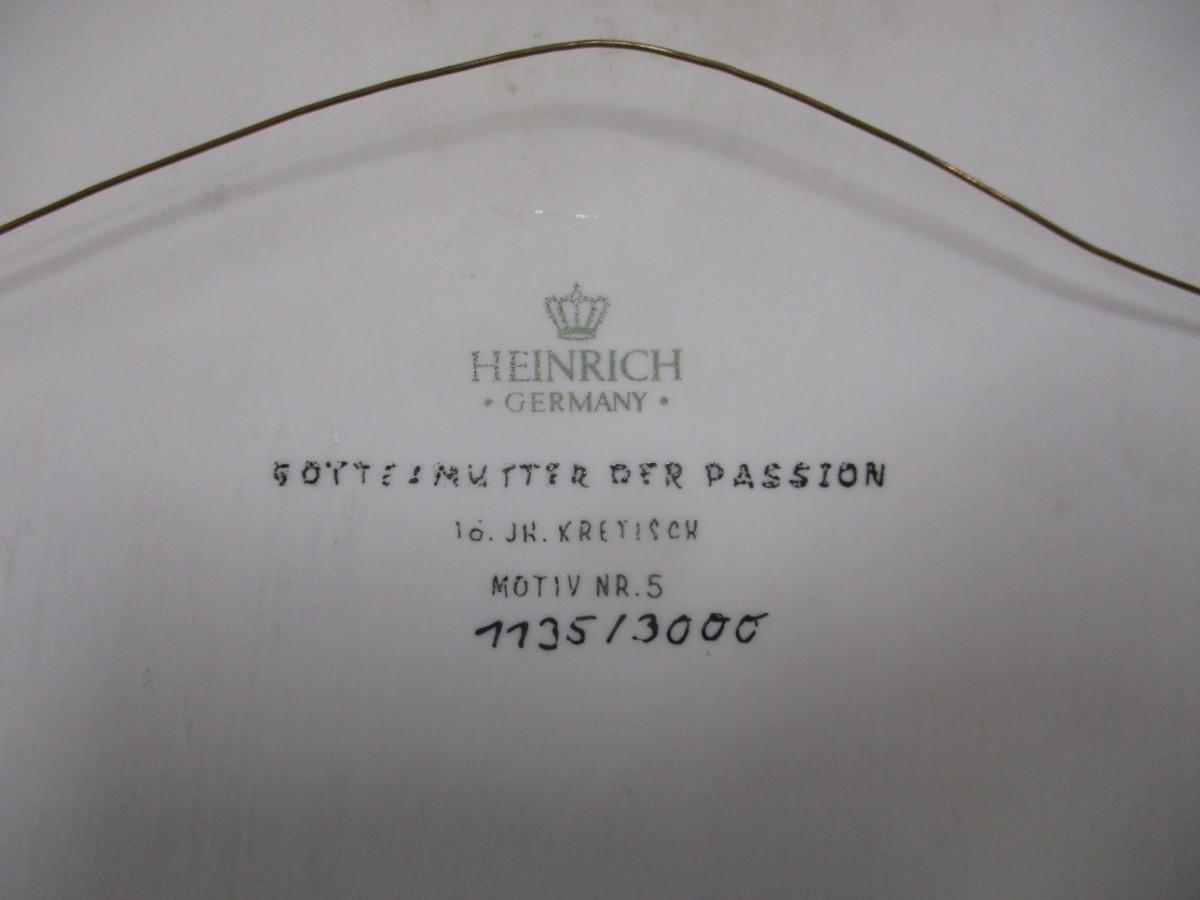 HEINRICH
• GERMANY •
GOTTESMUTTER DER PASSION
16. JH. KRETISCH
MOTIV NR. 5
1135/3000